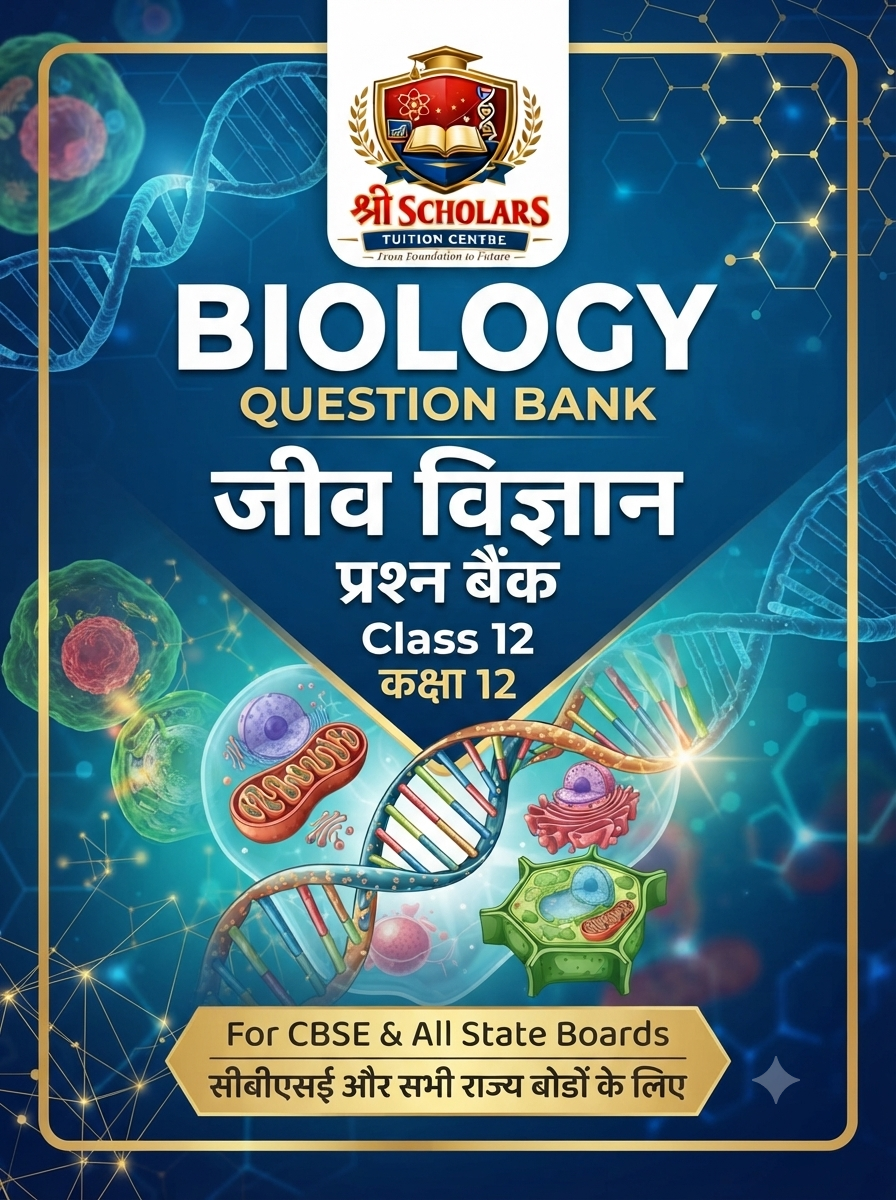 श्री SCHOLARS
TUITION CENTRE
From Foundation to Future
BIOLOGY
QUESTION BANK
जीव विज्ञान
प्रश्न बैंक
Class 12
कक्षा 12
For CBSE & All State Boards
सीबीएसई और सभी राज्य बोर्डों के लिए